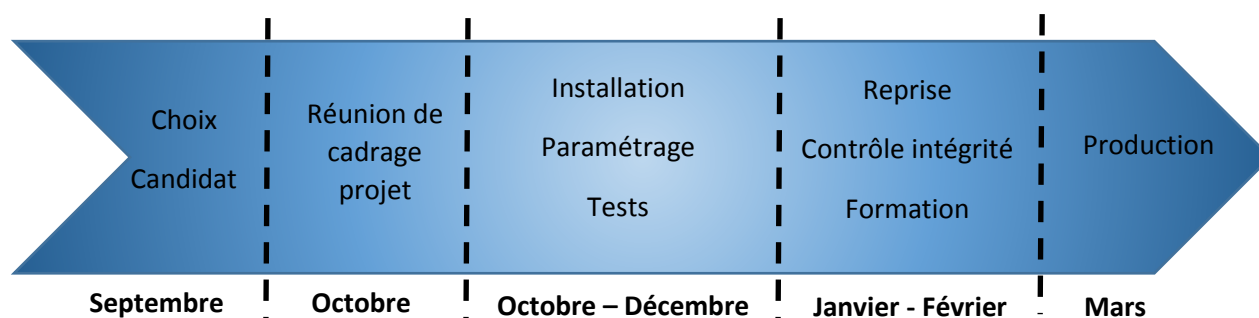 Choix
Candidat
Réunion de
cadrage
projet
Installation
Paramétrage
Tests
Reprise
Contrôle intégrité
Formation
Production
Septembre
Octobre
Octobre – Décembre
Janvier - Février
Mars